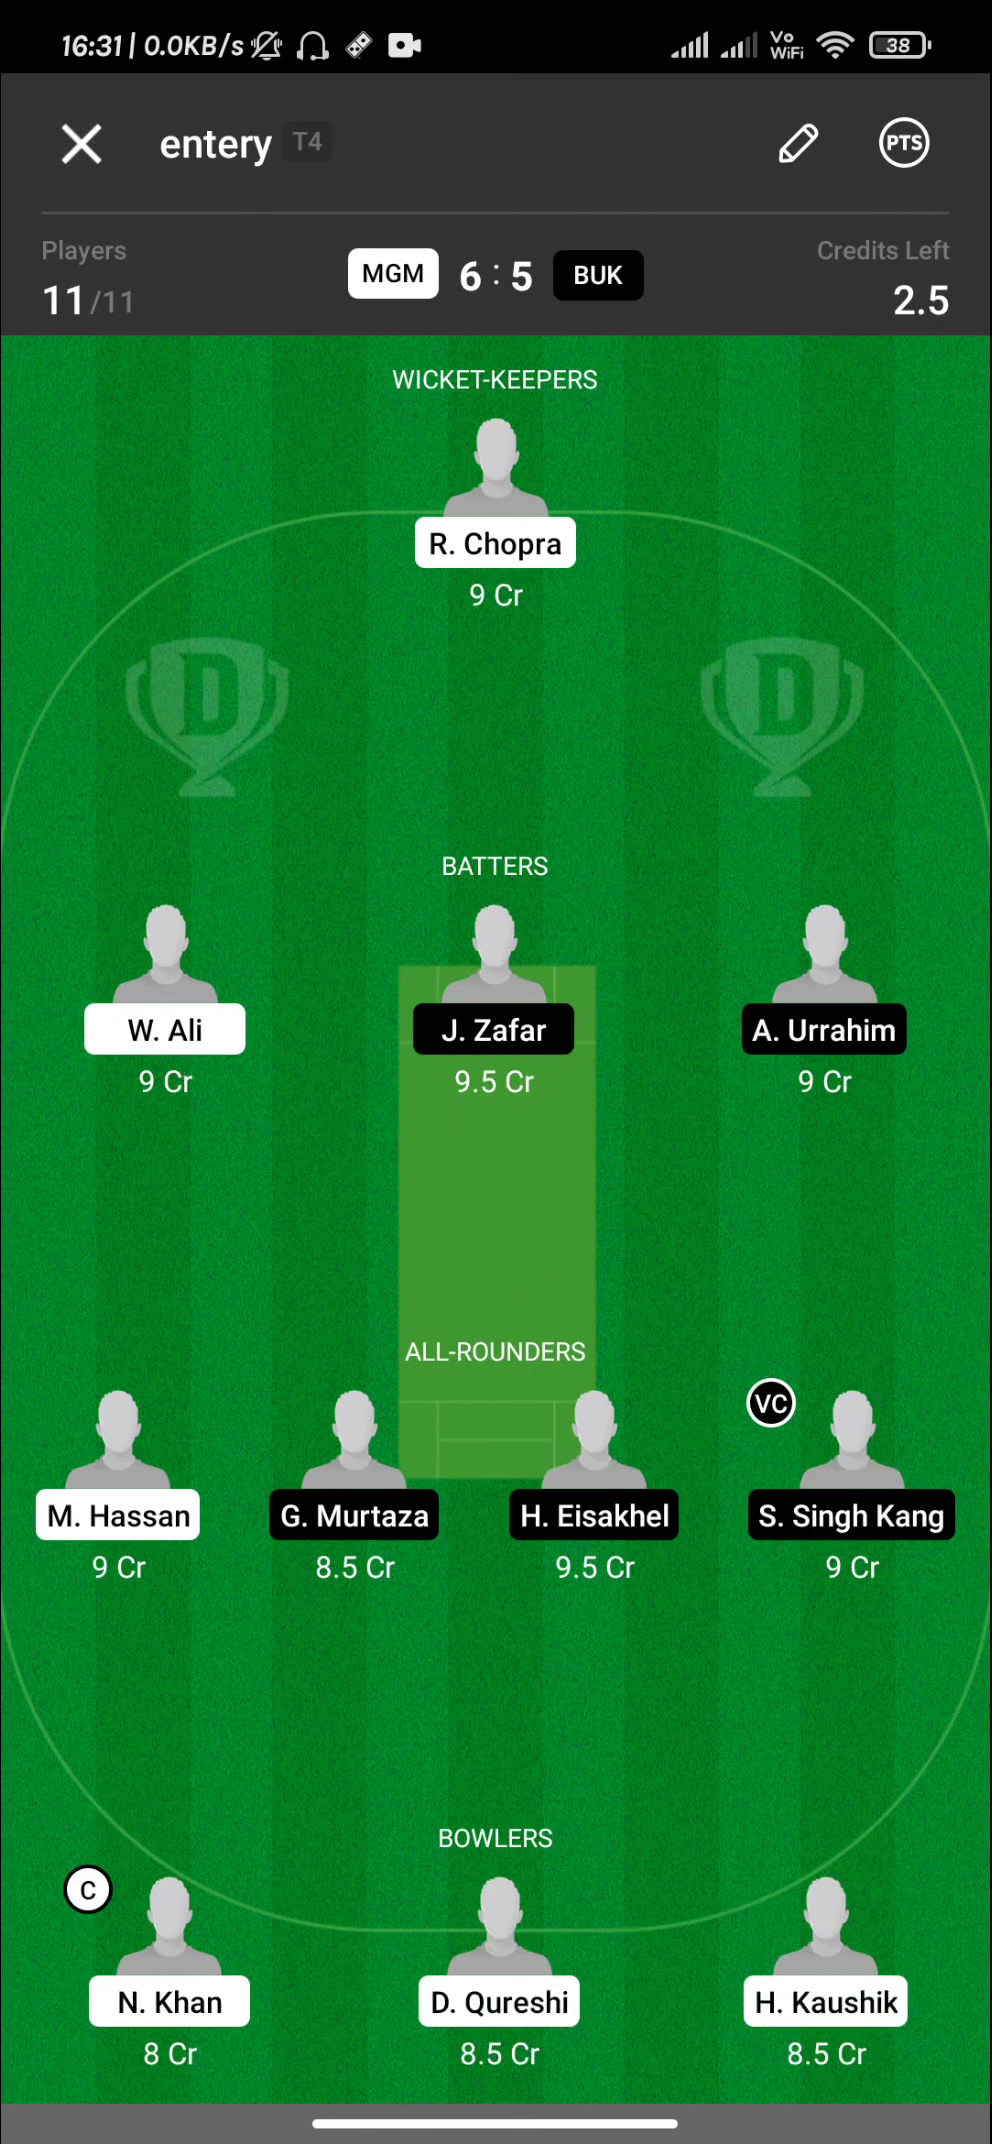 16:31 | 0.0KB/s Vo WiFi 38
entery T4 PTS
Players Credits Left
11/11 MGM 6 : 5 BUK 2.5
WICKET-KEEPERS
R. Chopra
9 Cr
D D
BATTERS
W. Ali J. Zafar A. Urrahim
9 Cr 9.5 Cr 9 Cr
ALL-ROUNDERS
VC
M. Hassan G. Murtaza H. Eisakhel S. Singh Kang
9 Cr 8.5 Cr 9.5 Cr 9 Cr
BOWLERS
C
N. Khan D. Qureshi H. Kaushik
8 Cr 8.5 Cr 8.5 Cr